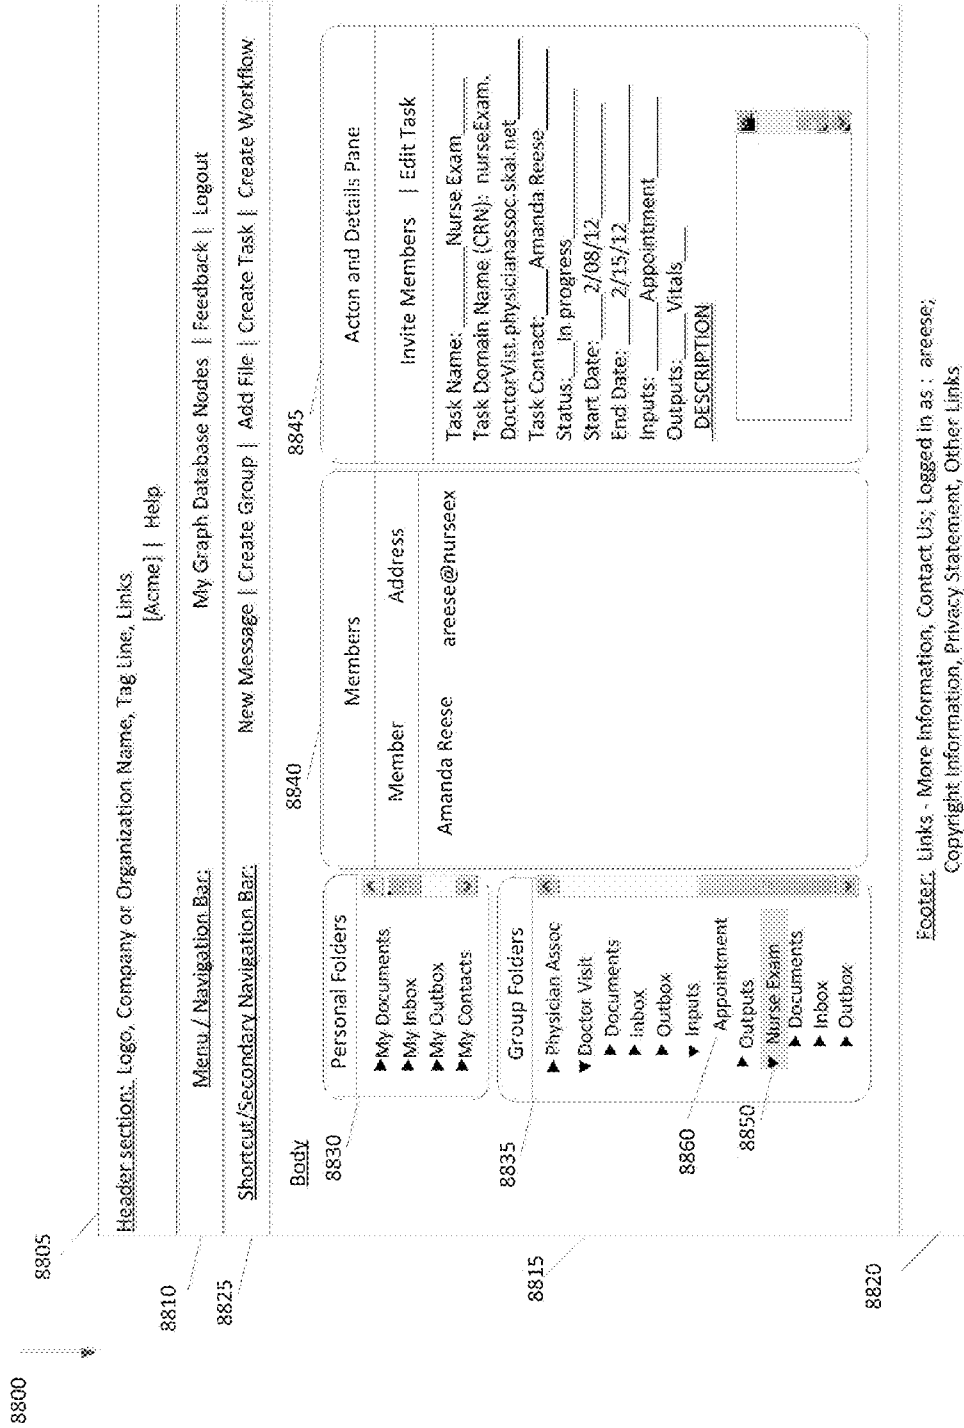 8800
8805
Header section: Logo, Company or Organization Name, Tag Line, Links
[Acme] | Help
8810
Menu / Navigation Bar:
My Graph Database Nodes | Feedback | Logout
8825
Shortcut/Secondary Navigation Bar:
New Message | Create Group | Add File | Create Task | Create Workflow
Body
8815
8830
Personal Folders
▶My Documents
▶My Inbox
▶My Outbox
▶My Contacts
8835
Group Folders
▶ Physician Assoc
▼ Doctor Visit
▶ Documents
▶ Inbox
▶ Outbox
▼ Inputs
Appointment
8860
▶ Outputs
▼ Nurse Exam
8850
▶ Documents
▶ Inbox
▶ Outbox
8840
Members
Member Address
Amanda Reese areese@nurseex
8845
Acton and Details Pane
Invite Members | Edit Task
Task Name: Nurse Exam
Task Domain Name (CRN): nurseExam.
DoctorVist.physicianassoc.skai.net
Task Contact: Amanda Reese
Status: In progress
Start Date: 2/08/12
End Date: 2/15/12
Inputs: Appointment
Outputs: Vitals
DESCRIPTION
8820
Footer: Links - More Information, Contact Us; Logged in as : areese;
Copyright Information, Privacy Statement, Other Links